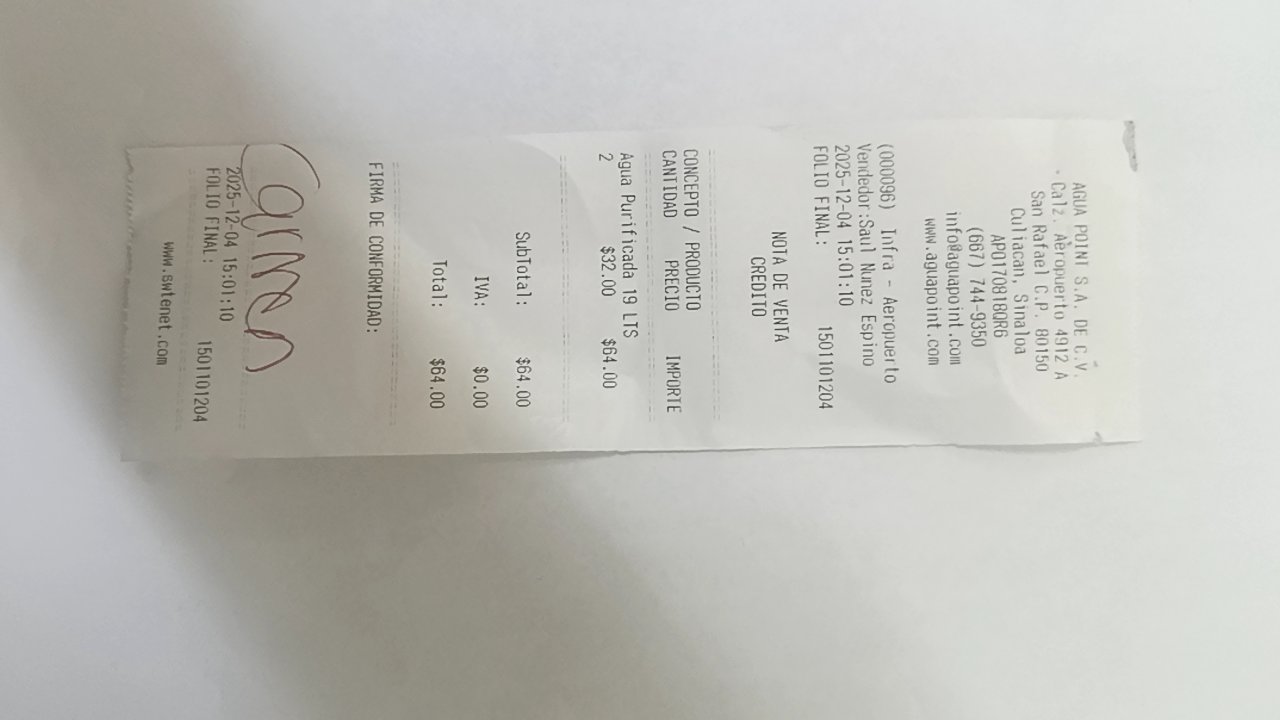 AGUA POINT S.A. DE C.V.
Calz. Aeropuerto 4912 A
San Rafael C.P. 80150
Culiacan, Sinaloa
APO170818QR6
(667) 744-9350
info@aguapoint.com
www.aguapoint.com
(000096) Infra - Aeropuerto
Vendedor:Saul Nunez Espino
2025-12-04 15:01:10
FOLIO FINAL: 1501101204
NOTA DE VENTA
CREDITO
CONCEPTO / PRODUCTO
CANTIDAD PRECIO IMPORTE
Agua Purificada 19 LTS
2 $32.00 $64.00
SubTotal: $64.00
IVA: $0.00
Total: $64.00
FIRMA DE CONFORMIDAD:
Carmen
2025-12-04 15:01:10
FOLIO FINAL: 1501101204
www.swtenet.com